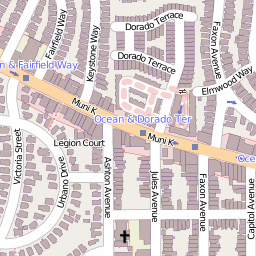 Dorado Terrace
Fairfield Way
Keystone Way
Faxon Avenue
n & Fairfield Way
Dorado Terrace
Elmwood Way
Muni K
Ocean & Dorado Ter
Muni K
Victoria Street
Legion Court
Oce
Urbano Drive
Ashton Avenue
Jules Avenue
Faxon Avenue
Capitol Avenue